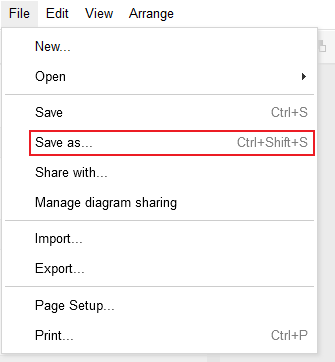 File Edit View Arrange
New...
Open
Save Ctrl+S
Save as... Ctrl+Shift+S
Share with...
Manage diagram sharing
Import...
Export...
Page Setup...
Print... Ctrl+P